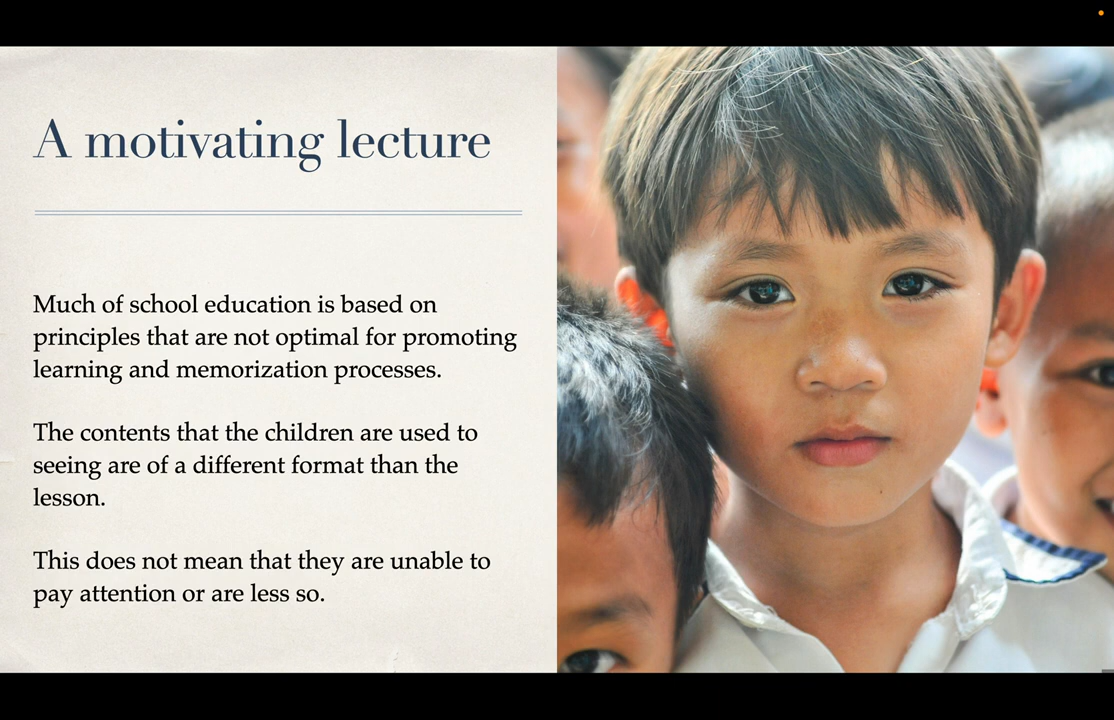 A motivating lecture
Much of school education is based on
principles that are not optimal for promoting
learning and memorization processes.
The contents that the children are used to
seeing are of a different format than the
lesson.
This does not mean that they are unable to
pay attention or are less so.